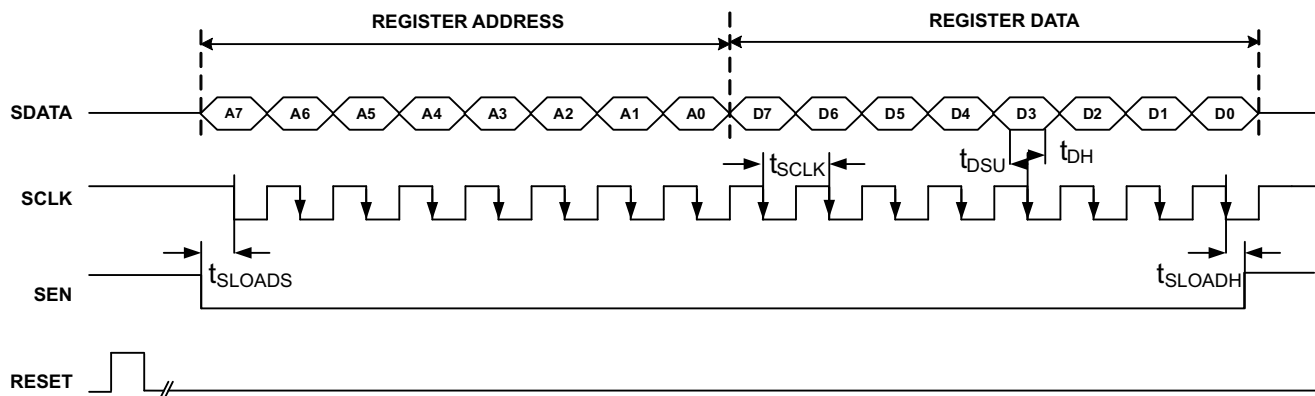 REGISTER ADDRESS REGISTER DATA
SDATA A7 A6 A5 A4 A3 A2 A1 A0 D7 D6 D5 D4 D3 D2 D1 D0
tSCLK tDSU tDH
SCLK
tSLOADS tSLOADH
SEN
RESET